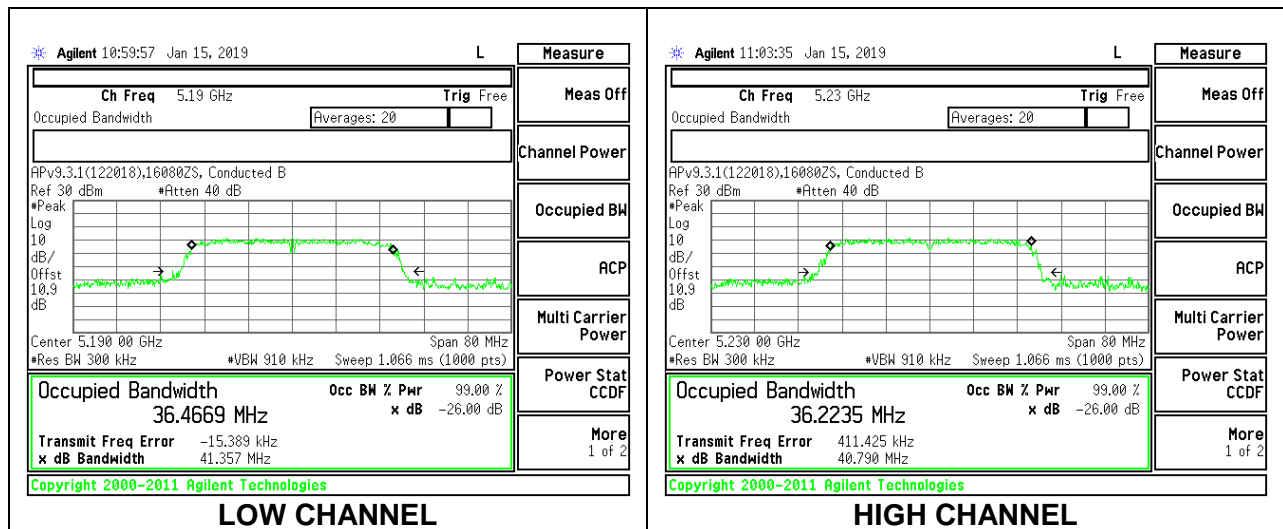 Agilent 10:59:57 Jan 15, 2019 L Measure
Ch Freq 5.19 GHz Trig Free
Occupied Bandwidth Averages: 20
APv9.3.1(122018),16080ZS, Conducted B
Ref 30 dBm #Atten 40 dB
#Peak
Log
10
dB/
Offst
10.9
dB
Center 5.190 00 GHz Span 80 MHz
#Res BW 300 kHz #VBW 910 kHz Sweep 1.066 ms (1000 pts)
Occupied Bandwidth Occ BW % Pwr 99.00 %
36.4669 MHz x dB -26.00 dB
Transmit Freq Error -15.389 kHz
x dB Bandwidth 41.357 MHz
Copyright 2000-2011 Agilent Technologies
Meas Off
Channel Power
Occupied BW
ACP
Multi Carrier
Power
Power Stat
CCDF
More
1 of 2
LOW CHANNEL
Agilent 11:03:35 Jan 15, 2019 L Measure
Ch Freq 5.23 GHz Trig Free
Occupied Bandwidth Averages: 20
APv9.3.1(122018),16080ZS, Conducted B
Ref 30 dBm #Atten 40 dB
#Peak
Log
10
dB/
Offst
10.9
dB
Center 5.230 00 GHz Span 80 MHz
#Res BW 300 kHz #VBW 910 kHz Sweep 1.066 ms (1000 pts)
Occupied Bandwidth Occ BW % Pwr 99.00 %
36.2235 MHz x dB -26.00 dB
Transmit Freq Error 411.425 kHz
x dB Bandwidth 40.790 MHz
Copyright 2000-2011 Agilent Technologies
Meas Off
Channel Power
Occupied BW
ACP
Multi Carrier
Power
Power Stat
CCDF
More
1 of 2
HIGH CHANNEL